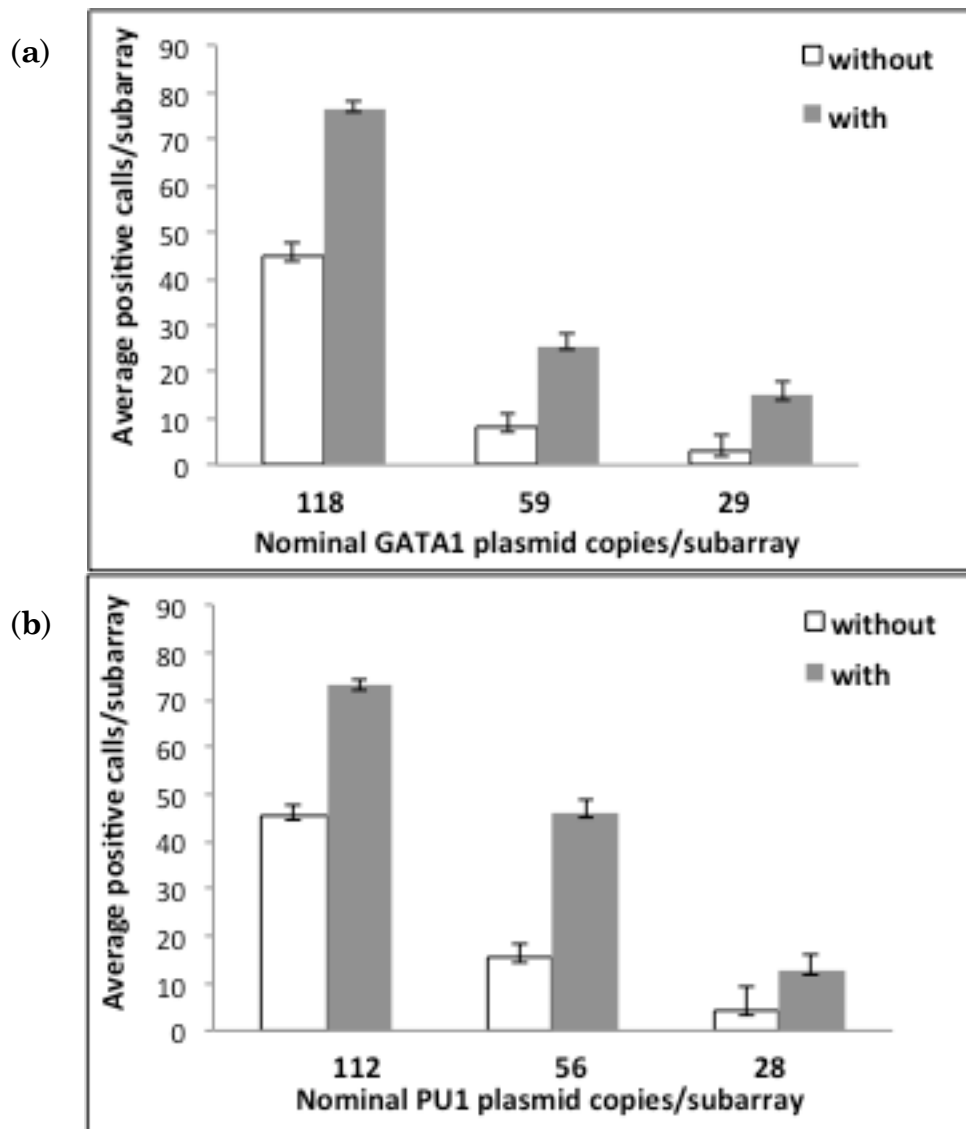 (a)
Average positive calls/subarray
90
80
70
60
50
40
30
20
10
0
without
with
118 59 29
Nominal GATA1 plasmid copies/subarray
(b)
Average positive calls/subarray
90
80
70
60
50
40
30
20
10
0
without
with
112 56 28
Nominal PU1 plasmid copies/subarray